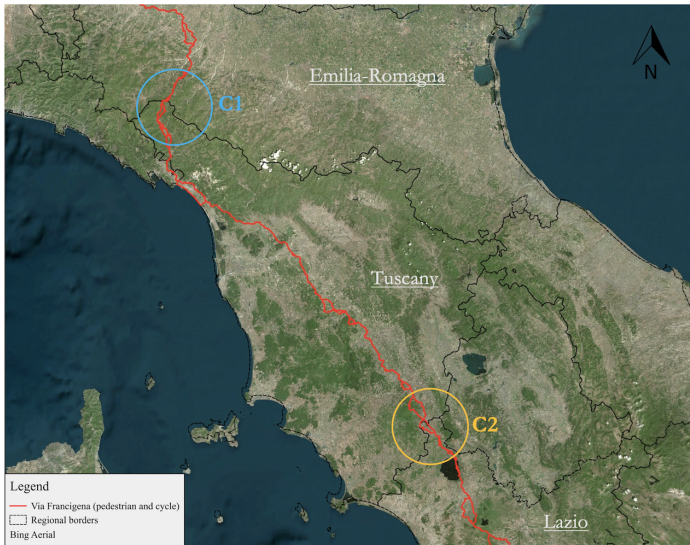 Emilia-Romagna
N
C1
Tuscany
C2
Lazio
Legend
Via Francigena (pedestrian and cycle)
Regional borders
Bing Aerial